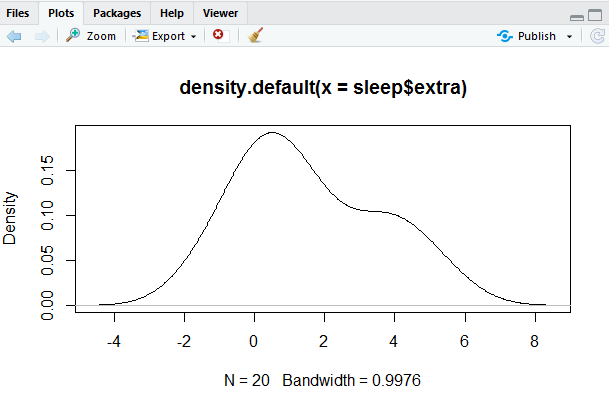 Files Plots Packages Help Viewer
Zoom Export Publish
density.default(x = sleep$extra)
Density
0.15
0.10
0.05
0.00
-4 -2 0 2 4 6 8
N = 20 Bandwidth = 0.9976